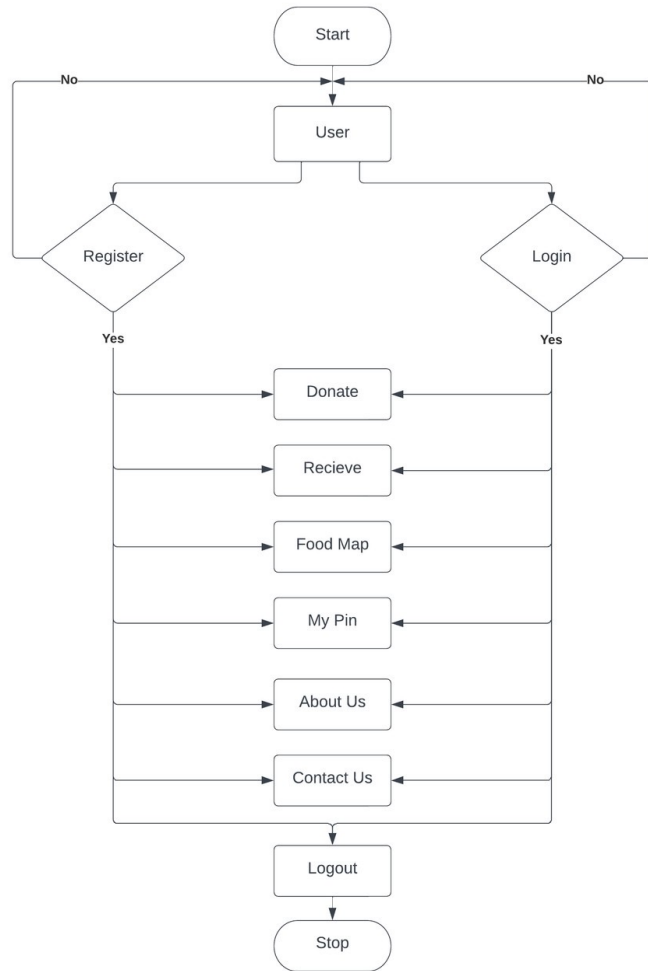 Start
No
No
User
Register
Login
Yes
Yes
Donate
Recieve
Food Map
My Pin
About Us
Contact Us
Logout
Stop